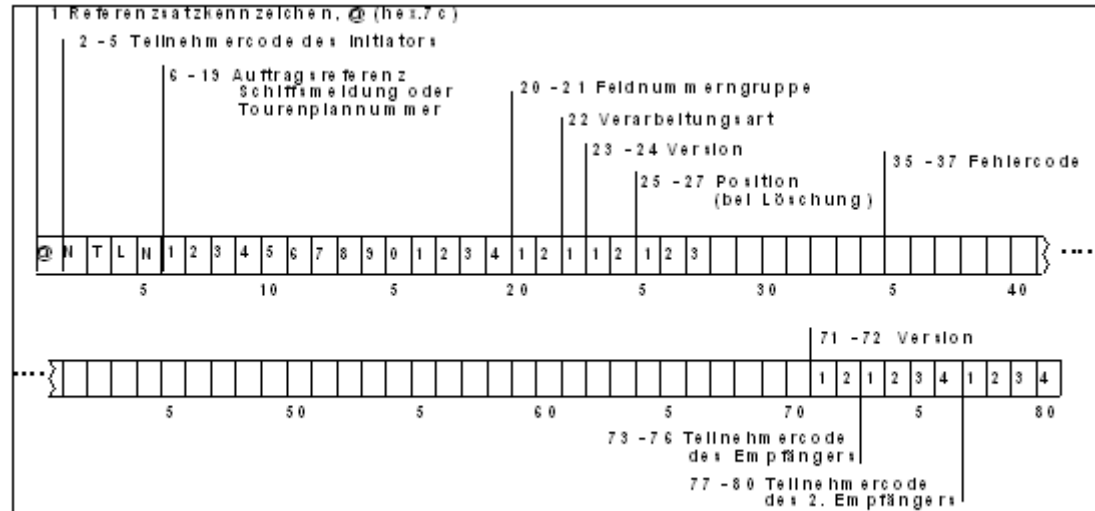 1 Referenzsatzkennzeichen, @ (hex.7c)
2 -5 Teilnehmercode des Initiators
6 -19 Auftragsreferenz
Schiffsmeldung oder
Tourenplannummer
20 -21 Feldnummerngruppe
22 Verarbeitungsart
23 -24 Version
25 -27 Position
(bei Löschung)
35 -37 Fehlercode
@ N T L N 1 2 3 4 5 6 7 8 9 0 1 2 3 4 1 2 1 1 2 1 2 3 ....
5 10 5 20 5 30 5 40
71 -72 Version
.... 1 2 1 2 3 4 1 2 3 4
5 50 5 60 5 70 5 80
73 -76 Teilnehmercode
des Empfängers
77 -80 Teilnehmercode
des 2. Empfängers